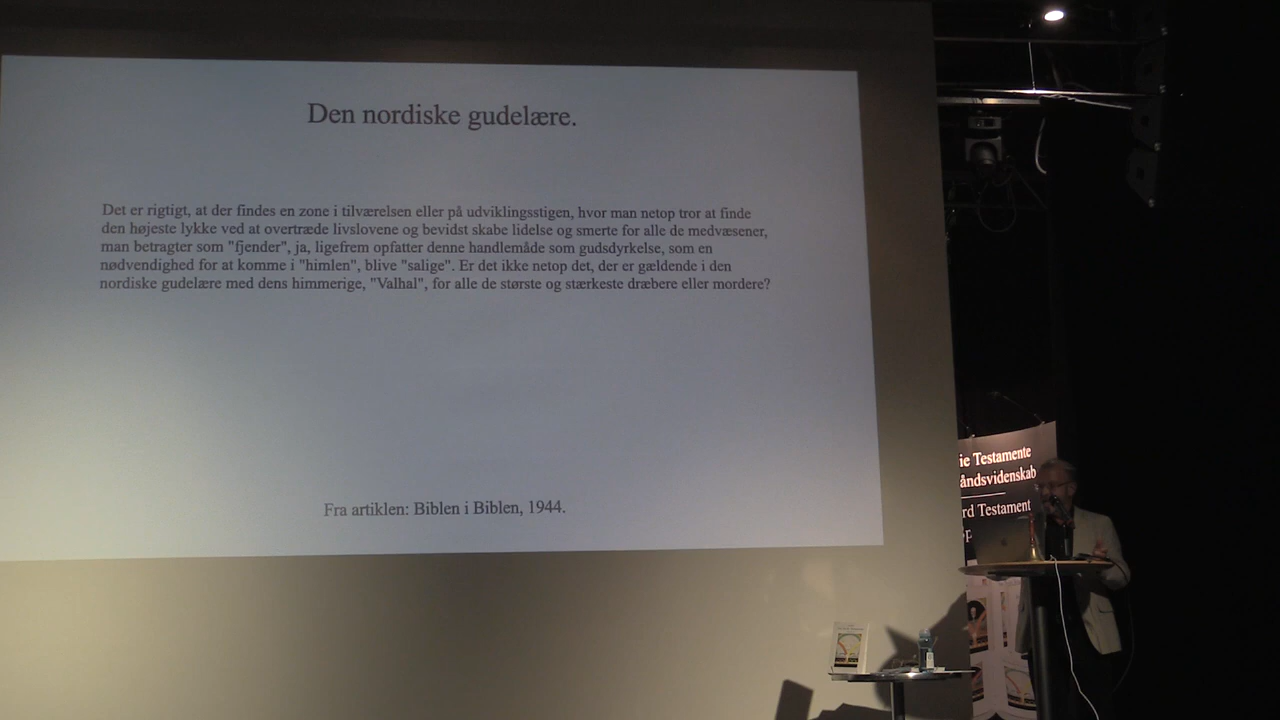 Den nordiske gudelære.
Det er rigtigt, at der findes en zone i tilværelsen eller på udviklingsstigen, hvor man netop tror at finde
den højeste lykke ved at overtræde livslovene og bevidst skabe lidelse og smerte for alle de medvæsener,
man betragter som "fjender", ja, ligefrem opfatter denne handlemåde som gudsdyrkelse, som en
nødvendighed for at komme i "himlen", blive "salige". Er det ikke netop det, der er gældende i den
nordiske gudelære med dens himmerige, "Valhal", for alle de største og stærkeste dræbere eller mordere?
Fra artiklen: Biblen i Biblen, 1944.
ie Testamente
åndsvidenskab
rd Testament